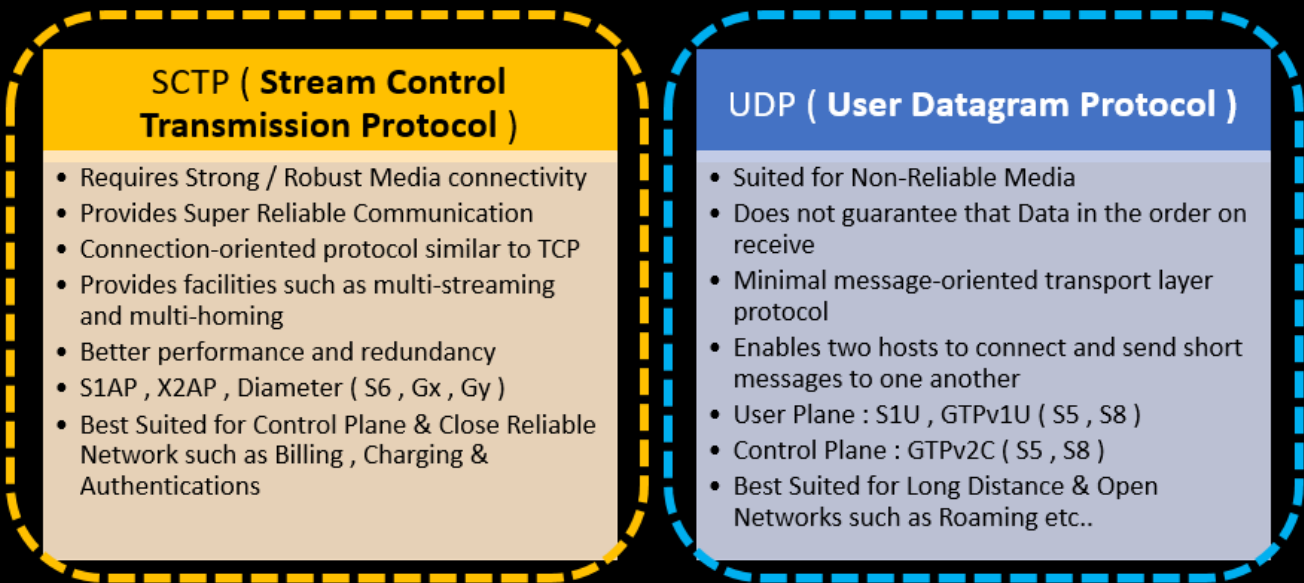 SCTP ( Stream Control
Transmission Protocol )
• Requires Strong / Robust Media connectivity
• Provides Super Reliable Communication
• Connection-oriented protocol similar to TCP
• Provides facilities such as multi-streaming
and multi-homing
• Better performance and redundancy
• S1AP , X2AP , Diameter ( S6 , Gx , Gy )
• Best Suited for Control Plane & Close Reliable
Network such as Billing , Charging &
Authentications
UDP ( User Datagram Protocol )
• Suited for Non-Reliable Media
• Does not guarantee that Data in the order on
receive
• Minimal message-oriented transport layer
protocol
• Enables two hosts to connect and send short
messages to one another
• User Plane : S1U , GTPv1U ( S5 , S8 )
• Control Plane : GTPv2C ( S5 , S8 )
• Best Suited for Long Distance & Open
Networks such as Roaming etc..